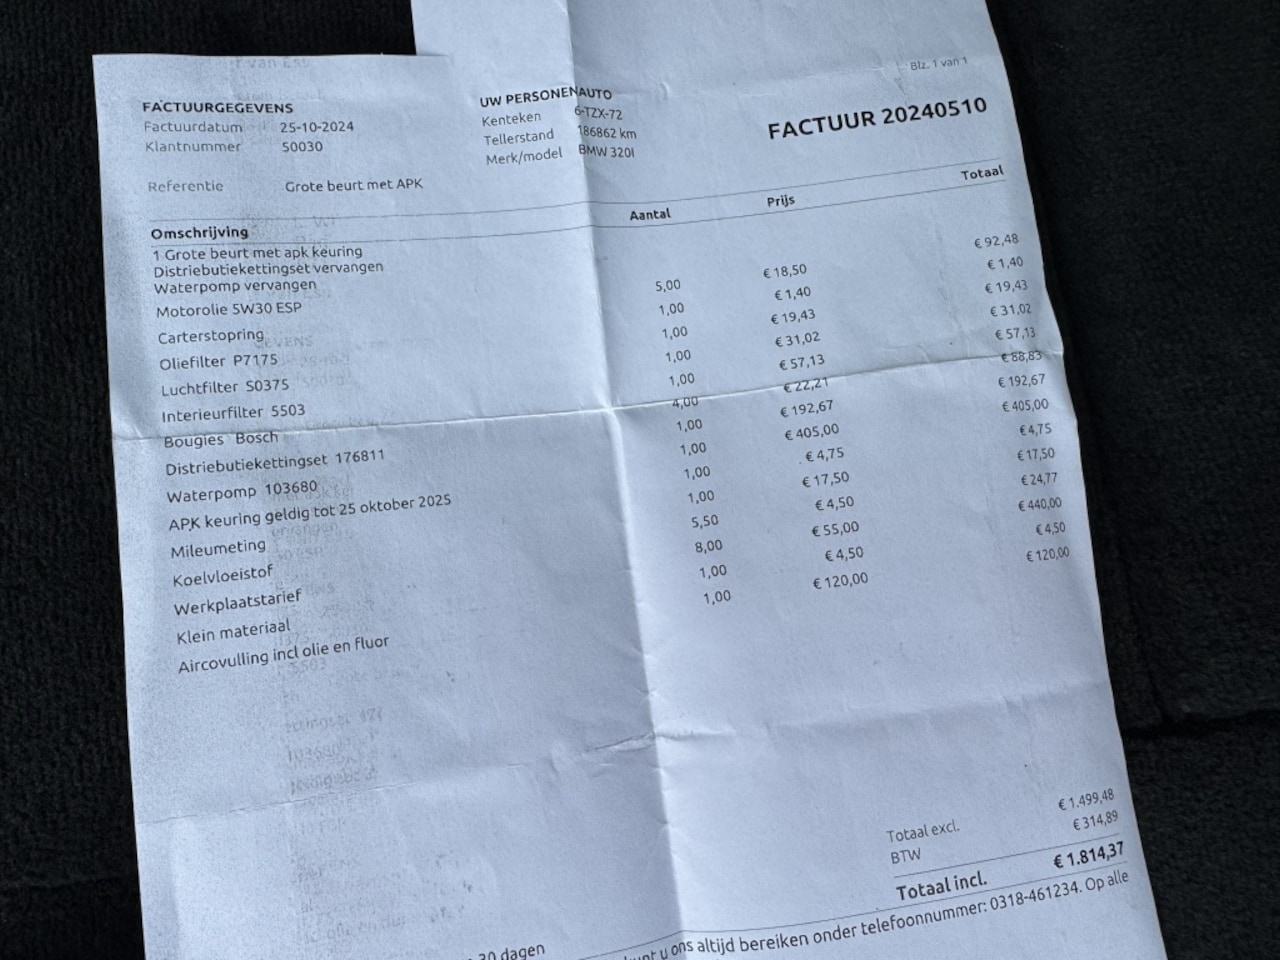 Blz. 1 van 1
FACTUURGEGEVENS
Factuurdatum 25-10-2024
Klantnummer 50030
Referentie Grote beurt met APK
UW PERSONENAUTO
Kenteken 6-TZX-72
Tellerstand 186862 km
Merk/model BMW 320I
FACTUUR 20240510
Omschrijving Aantal Prijs Totaal
1 Grote beurt met apk keuring
Distriebutiekettingset vervangen
Waterpomp vervangen
Motorolie 5W30 ESP 5,00 € 18,50 € 92,48
Carterstopring 1,00 € 1,40 € 1,40
Oliefilter P7175 1,00 € 19,43 € 19,43
Luchtfilter S0375 1,00 € 31,02 € 31,02
Interieurfilter 5503 1,00 € 57,13 € 57,13
Bougies Bosch 4,00 € 22,21 € 88,83
Distriebutiekettingset 176811 1,00 € 192,67 € 192,67
Waterpomp 103680 1,00 € 405,00 € 405,00
APK keuring geldig tot 25 oktober 2025 1,00 € 4,75 € 4,75
Mileumeting 1,00 € 17,50 € 17,50
Koelvloeistof 5,50 € 4,50 € 24,77
Werkplaatstarief 8,00 € 55,00 € 440,00
Klein materiaal 1,00 € 4,50 € 4,50
Aircovulling incl olie en fluor 1,00 € 120,00 € 120,00
Totaal excl. € 1.499,48
BTW € 314,89
Totaal incl. € 1.814,37
30 dagen
u ons altijd bereiken onder telefoonnummer: 0318-461234. Op alle